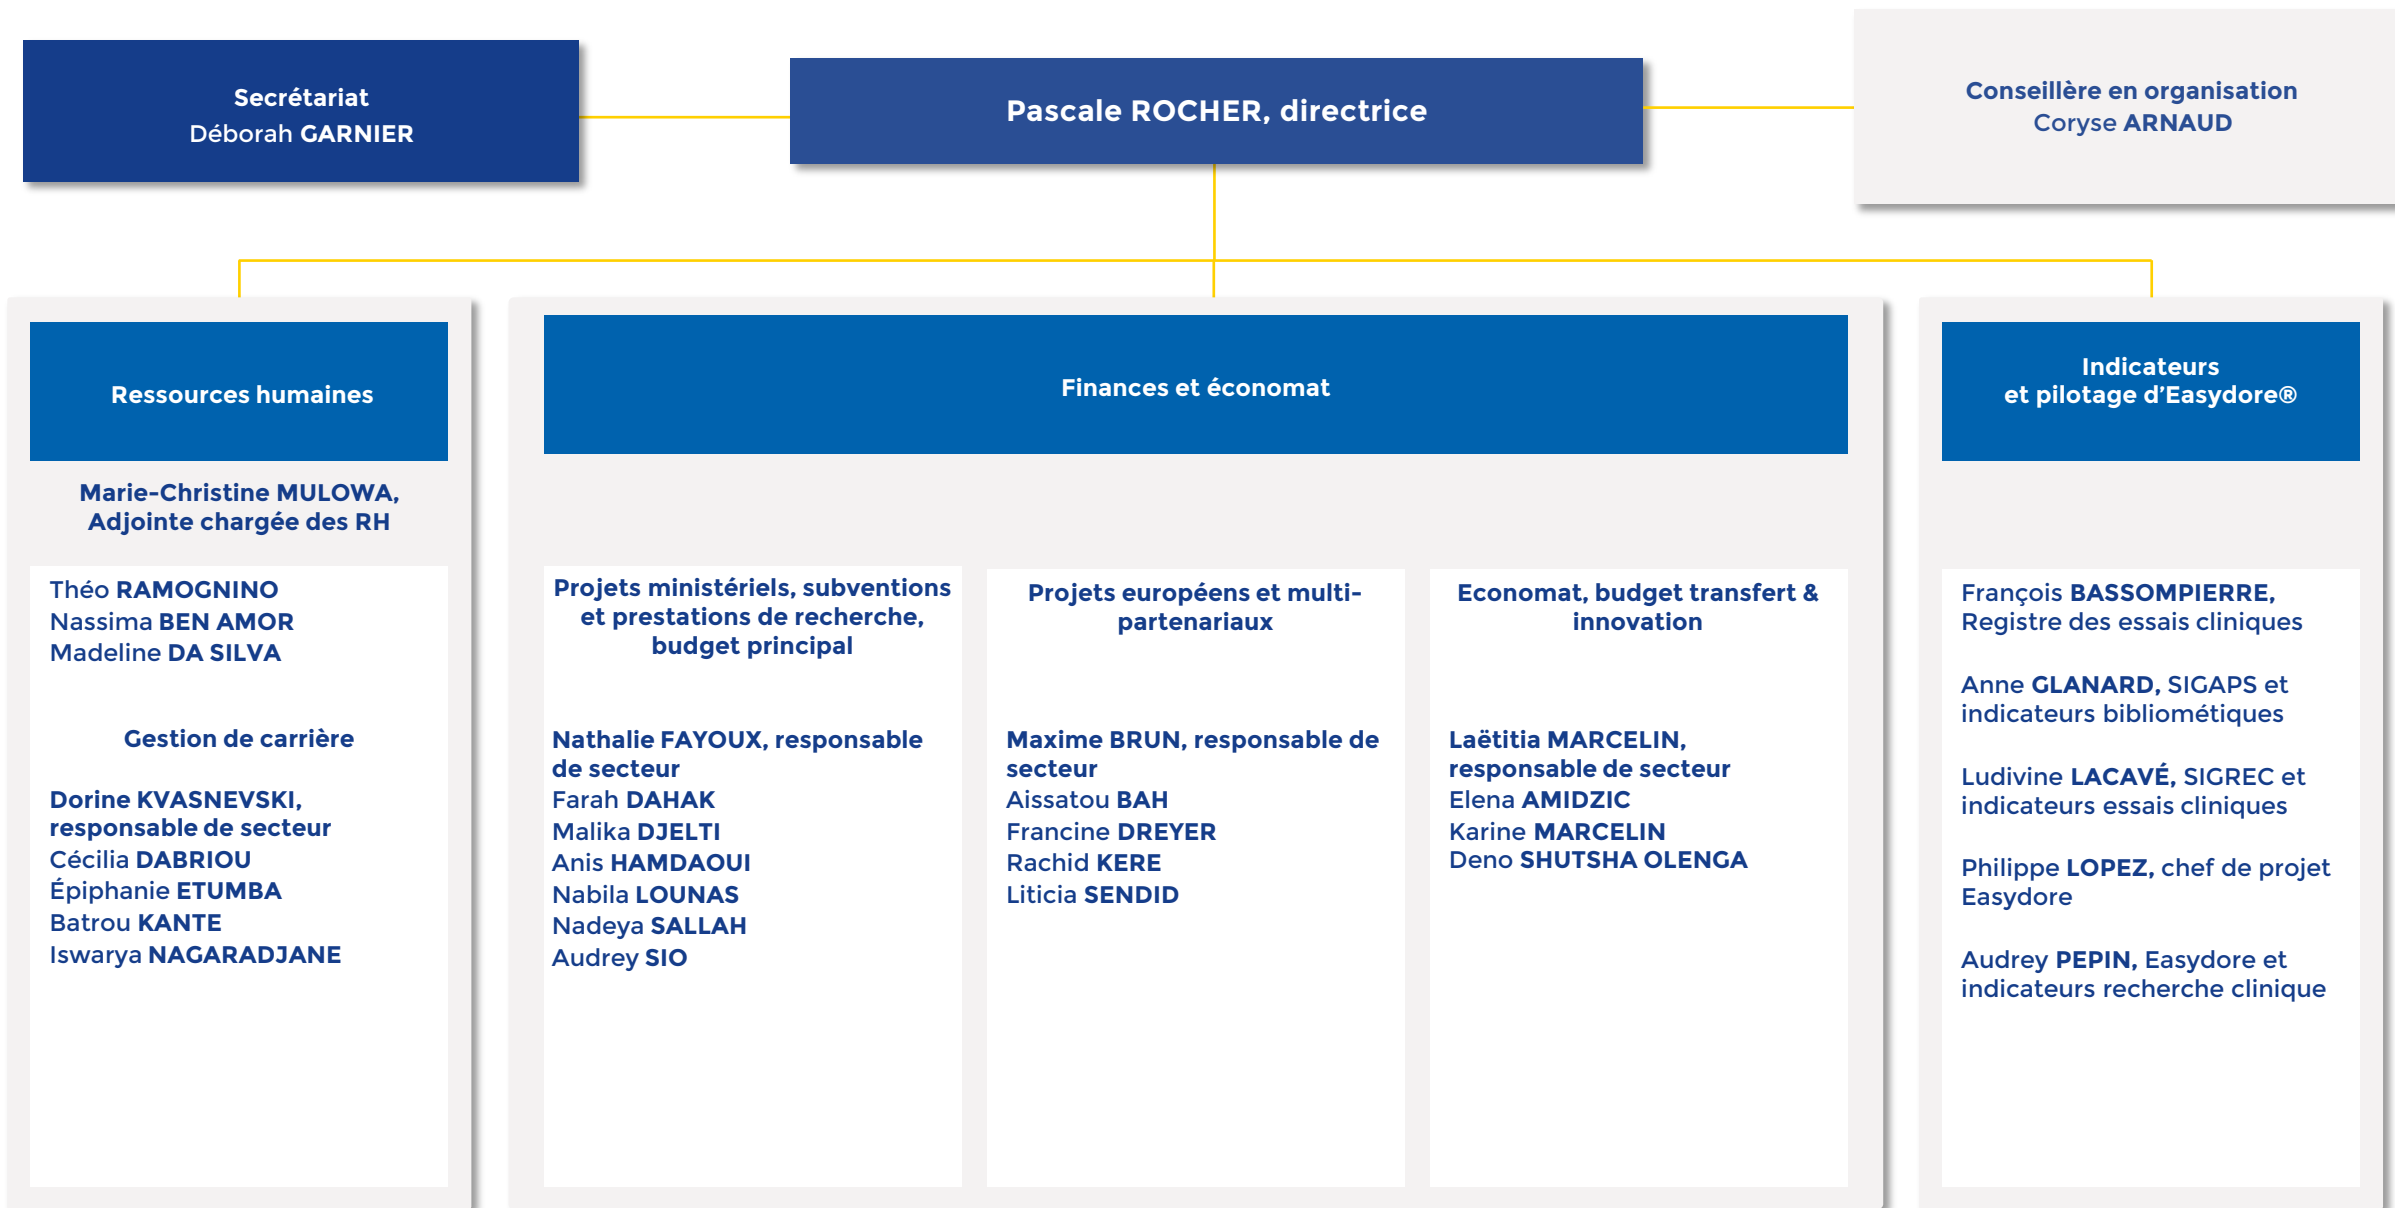 Secrétariat
Déborah GARNIER
Pascale ROCHER, directrice
Conseillère en organisation
Coryse ARNAUD
Ressources humaines
Marie-Christine MULOWA,
Adjointe chargée des RH
Théo RAMOGNINO
Nassima BEN AMOR
Madeline DA SILVA
Gestion de carrière
Dorine KVASNEVSKI,
responsable de secteur
Cécilia DABRIOU
Épiphanie ETUMBA
Batrou KANTE
Iswarya NAGARADJANE
Finances et économat
Projets ministériels, subventions
et prestations de recherche,
budget principal
Nathalie FAYOUX, responsable
de secteur
Farah DAHAK
Malika DJELTI
Anis HAMDAOUI
Nabila LOUNAS
Nadeya SALLAH
Audrey SIO
Projets européens et multi-
partenariaux
Maxime BRUN, responsable de
secteur
Aissatou BAH
Francine DREYER
Rachid KERE
Liticia SENDID
Economat, budget transfert &
innovation
Laëtitia MARCELIN,
responsable de secteur
Elena AMIDZIC
Karine MARCELIN
Deno SHUTSHA OLENGA
Indicateurs
et pilotage d’Easydore®
François BASSOMPIERRE,
Registre des essais cliniques
Anne GLANARD, SIGAPS et
indicateurs bibliométiques
Ludivine LACAVÉ, SIGREC et
indicateurs essais cliniques
Philippe LOPEZ, chef de projet
Easydore
Audrey PEPIN, Easydore et
indicateurs recherche clinique